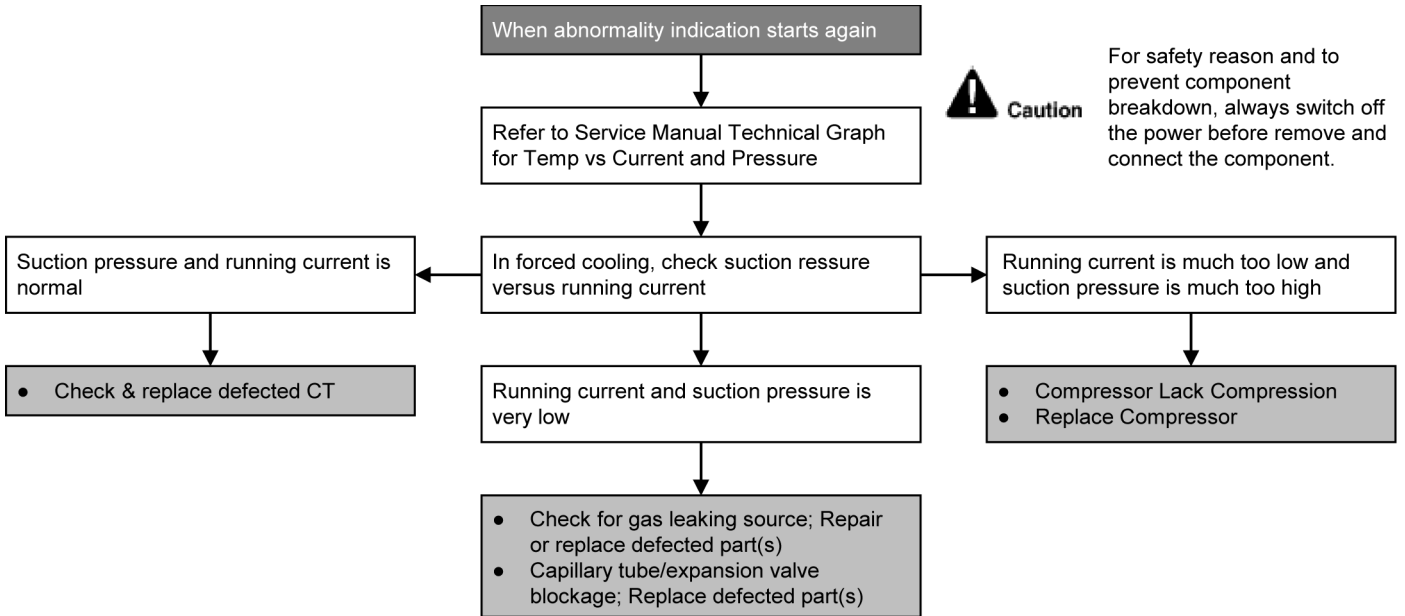 When abnormality indication starts again
Caution
For safety reason and to
prevent component
breakdown, always switch off
the power before remove and
connect the component.
Refer to Service Manual Technical Graph
for Temp vs Current and Pressure
Suction pressure and running current is
normal
In forced cooling, check suction ressure
versus running current
Running current is much too low and
suction pressure is much too high
● Check & replace defected CT
Running current and suction pressure is
very low
● Compressor Lack Compression
● Replace Compressor
● Check for gas leaking source; Repair
or replace defected part(s)
● Capillary tube/expansion valve
blockage; Replace defected part(s)